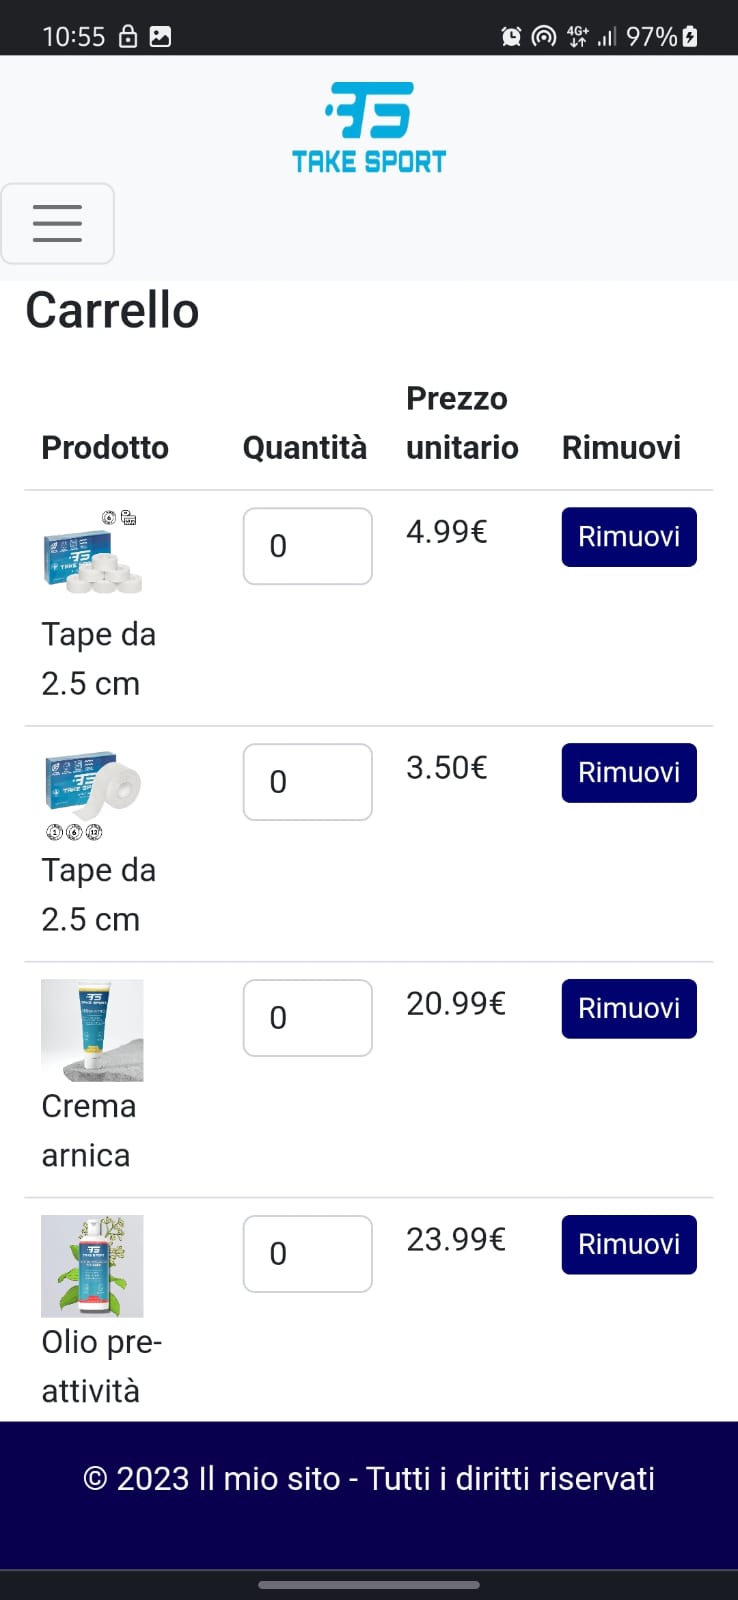 10:55 4G+ 97%
TAKE SPORT
Carrello
Prodotto Quantità Prezzo unitario Rimuovi
0 4.99€ Rimuovi
Tape da
2.5 cm
0 3.50€ Rimuovi
Tape da
2.5 cm
0 20.99€ Rimuovi
Crema
arnica
0 23.99€ Rimuovi
Olio pre-
attività
© 2023 Il mio sito - Tutti i diritti riservati